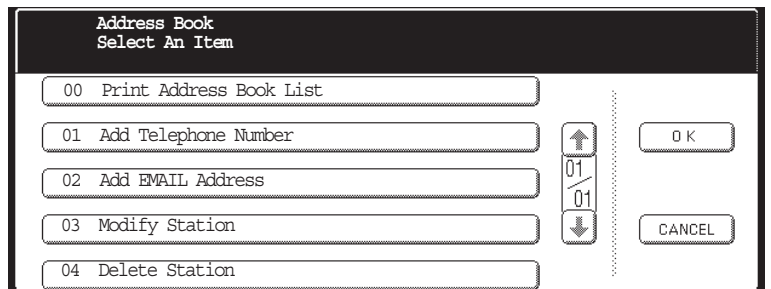 Address Book
Select An Item
00 Print Address Book List
01 Add Telephone Number
OK
02 Add EMAIL Address
01/01
03 Modify Station
CANCEL
04 Delete Station